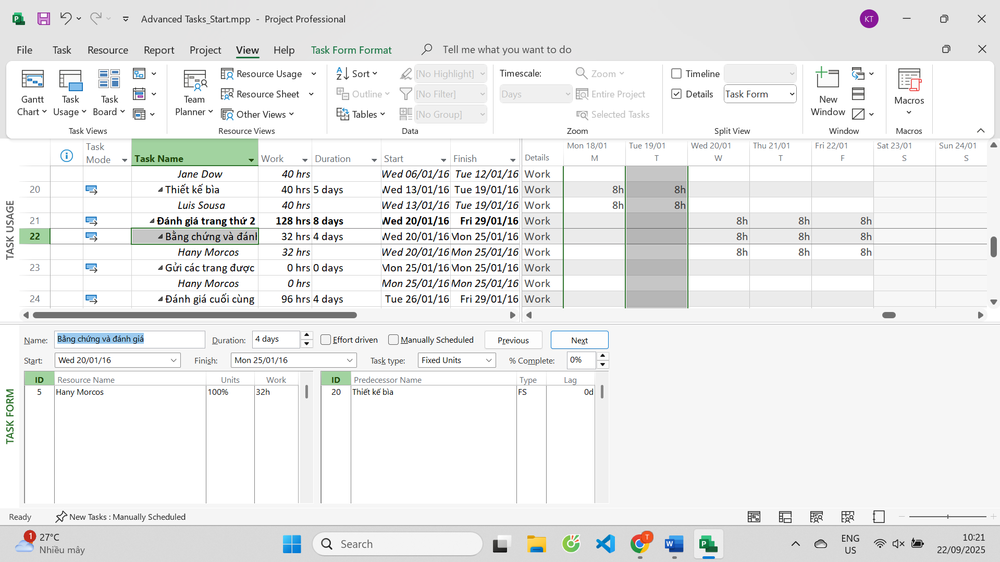 Advanced Tasks_Start.mpp - Project Professional
KT
File Task Resource Report Project View Help Task Form Format Tell me what you want to do
Gantt Chart
Task Usage
Task Board
Task Views
Team Planner
Resource Usage
Resource Sheet
Other Views
Resource Views
Sort
Outline
Tables
[No Highlight]
[No Filter]
[No Group]
Data
Timescale:
Days
Zoom
Entire Project
Selected Tasks
Zoom
Timeline
Details Task Form
Split View
New Window
Window
Macros
Macros
TASK USAGE
Task Mode Task Name Work Duration Start Finish Details
Mon 18/01 Tue 19/01 Wed 20/01 Thu 21/01 Fri 22/01 Sat 23/01 Sun 24/01
M T W T F S S
Jane Dow 40 hrs Wed 06/01/16 Tue 12/01/16 Work
20 Thiết kế bìa 40 hrs 5 days Wed 13/01/16 Tue 19/01/16 Work 8h 8h
Luis Sousa 40 hrs Wed 13/01/16 Tue 19/01/16 Work 8h 8h
21 Đánh giá trang thứ 2 128 hrs 8 days Wed 20/01/16 Fri 29/01/16 Work 8h 8h 8h
22 Bằng chứng và đánh 32 hrs 4 days Wed 20/01/16 Mon 25/01/16 Work 8h 8h 8h
Hany Morcos 32 hrs Wed 20/01/16 Mon 25/01/16 Work 8h 8h 8h
23 Gửi các trang được 0 hrs 0 days Mon 25/01/16 Mon 25/01/16 Work
Hany Morcos 0 hrs Mon 25/01/16 Mon 25/01/16 Work
24 Đánh giá cuối cùng 96 hrs 4 days Tue 26/01/16 Fri 29/01/16 Work
TASK FORM
Name: Bằng chứng và đánh giá Duration: 4 days Effort driven Manually Scheduled Previous Next
Start: Wed 20/01/16 Finish: Mon 25/01/16 Task type: Fixed Units % Complete: 0%
ID Resource Name Units Work
5 Hany Morcos 100% 32h
ID Predecessor Name Type Lag
20 Thiết kế bìa FS 0d
Ready New Tasks : Manually Scheduled
1
27°C
Nhiều mây
Search
T
ENG
US
10:21
22/09/2025